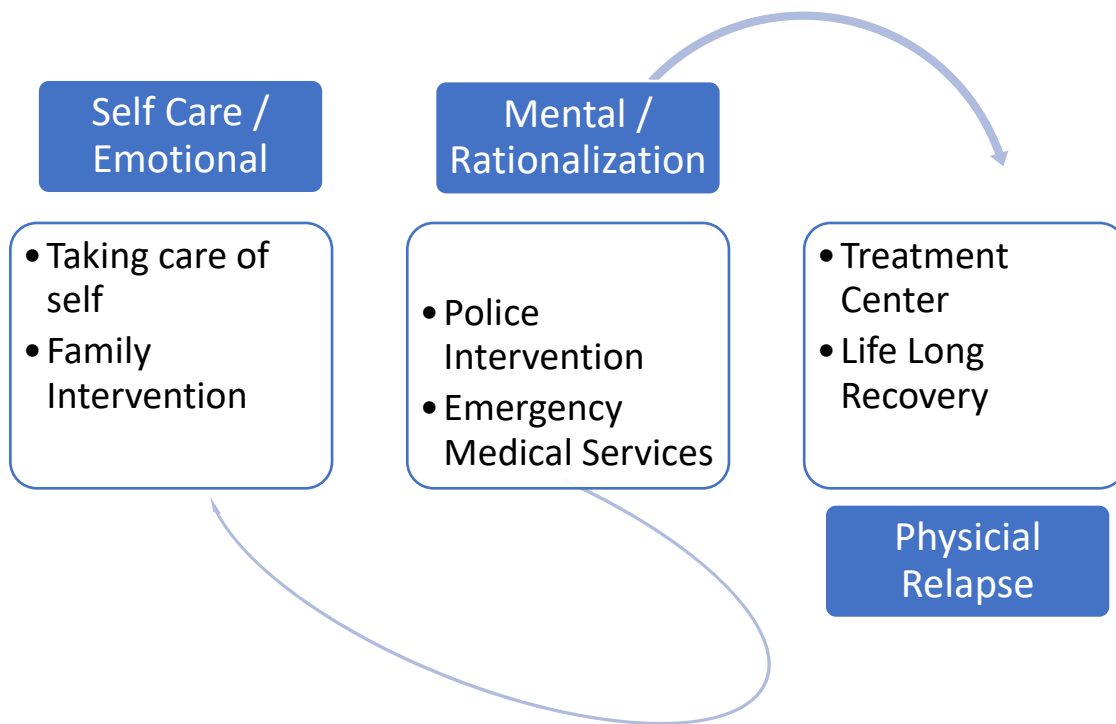 Self Care /
Emotional
• Taking care of
self
• Family
Intervention
Mental /
Rationalization
• Police
Intervention
• Emergency
Medical Services
• Treatment
Center
• Life Long
Recovery
Physicial
Relapse